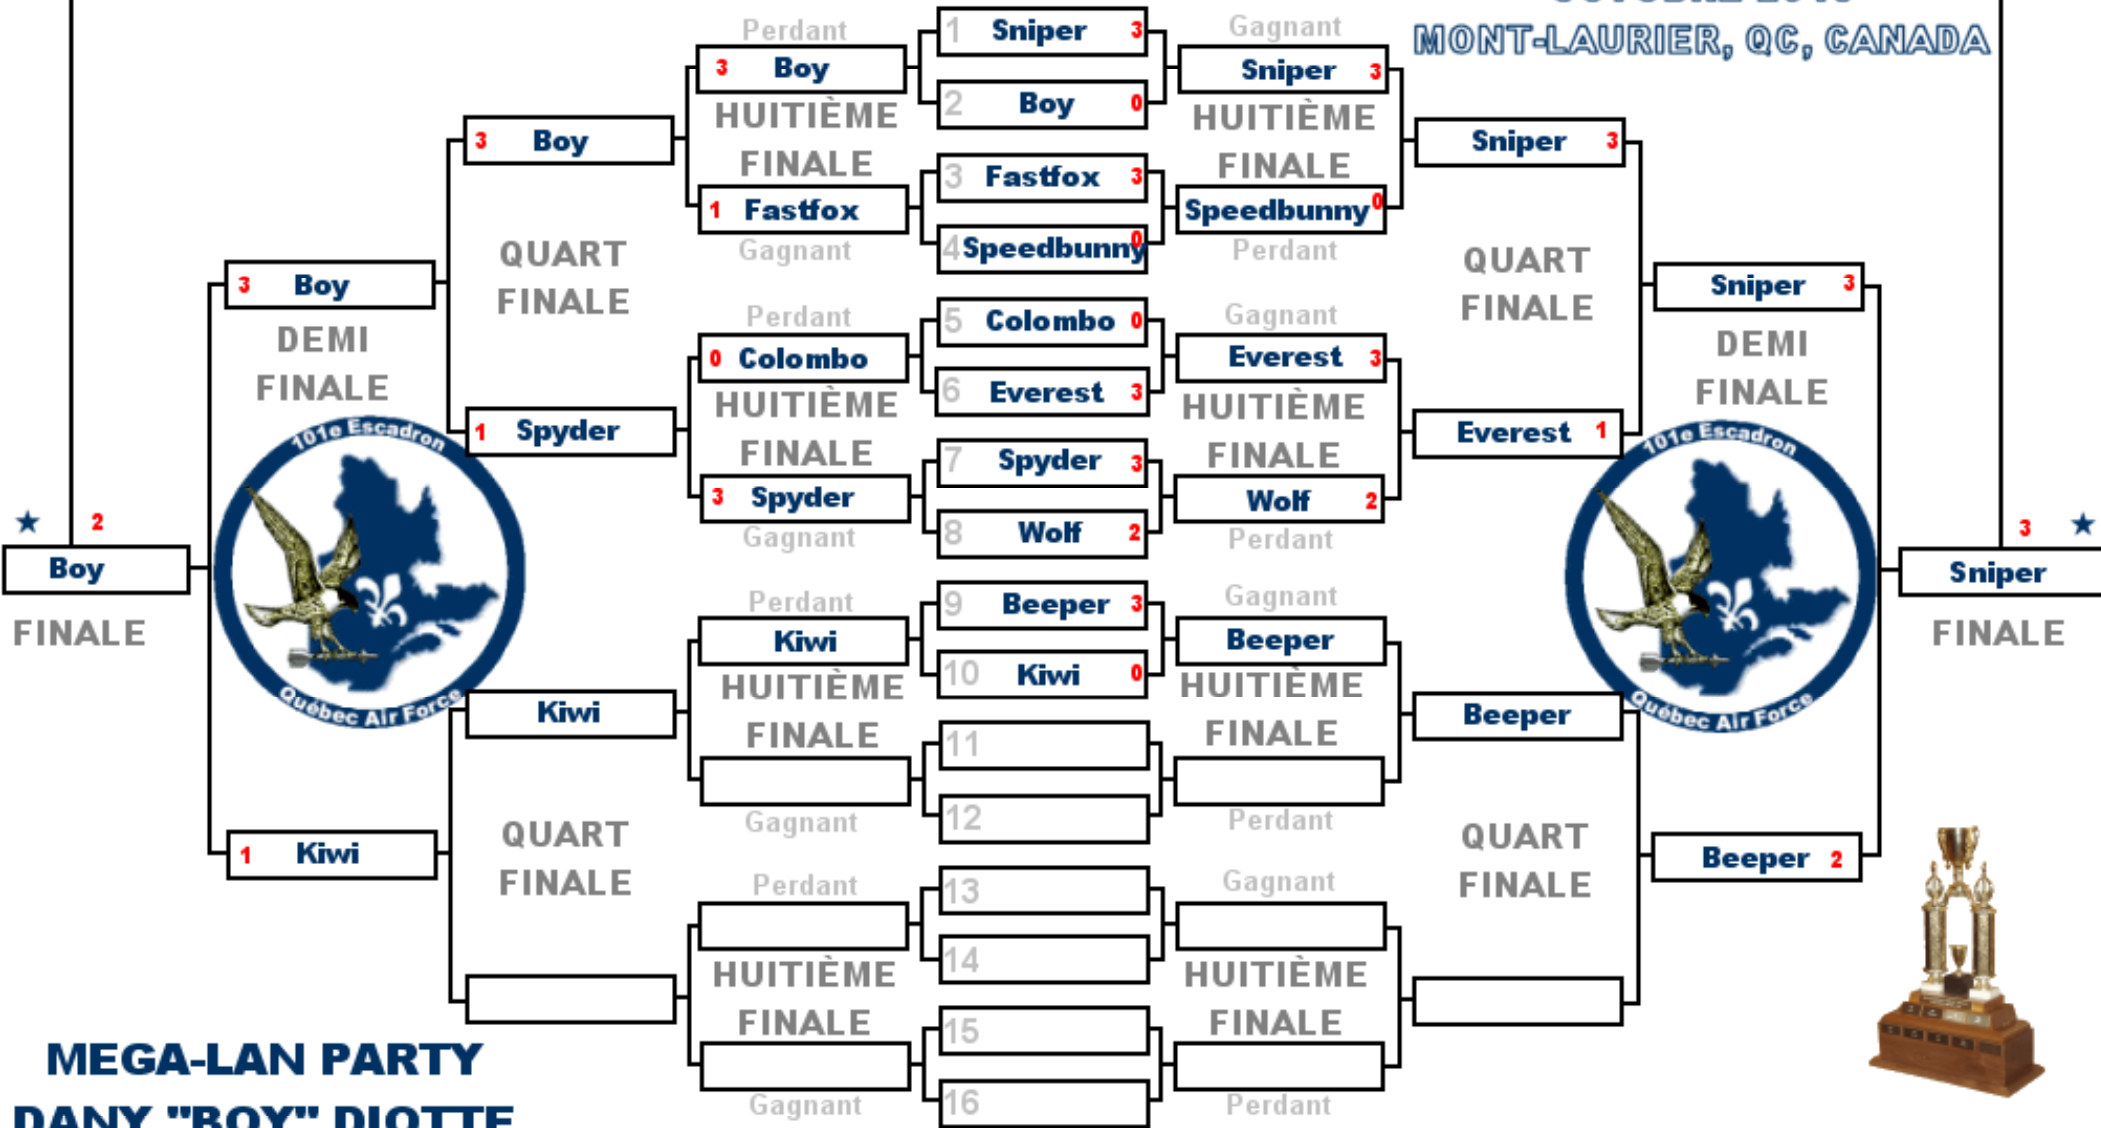 MONT-LAURIER, QC, CANADA
Perdant
1 Sniper 3
Gagnant
3 Boy
Sniper 3
2 Boy 0
HUITIÈME
FINALE
HUITIÈME
FINALE
3 Boy
Sniper 3
3 Fastfox 3
1 Fastfox
Speedbunny 0
4 Speedbunny 0
Gagnant
Perdant
QUART
FINALE
QUART
FINALE
3 Boy
Sniper 3
DEMI
FINALE
DEMI
FINALE
Perdant
5 Colombo 0
Gagnant
0 Colombo
Everest 3
6 Everest 3
HUITIÈME
FINALE
HUITIÈME
FINALE
1 Spyder
Everest 1
7 Spyder 3
3 Spyder
Wolf 2
8 Wolf 2
Gagnant
Perdant
101e Escadron
Québec Air Force
101e Escadron
Québec Air Force
2
Boy
FINALE
3
Sniper
FINALE
Perdant
9 Beeper 3
Gagnant
Kiwi
Beeper
10 Kiwi 0
HUITIÈME
FINALE
HUITIÈME
FINALE
Kiwi
Beeper
11
12
Gagnant
Perdant
QUART
FINALE
QUART
FINALE
1 Kiwi
Beeper 2
Perdant
13
Gagnant
14
HUITIÈME
FINALE
HUITIÈME
FINALE
15
16
Gagnant
Perdant
MEGA-LAN PARTY
DANY "BOY" DIOTTE